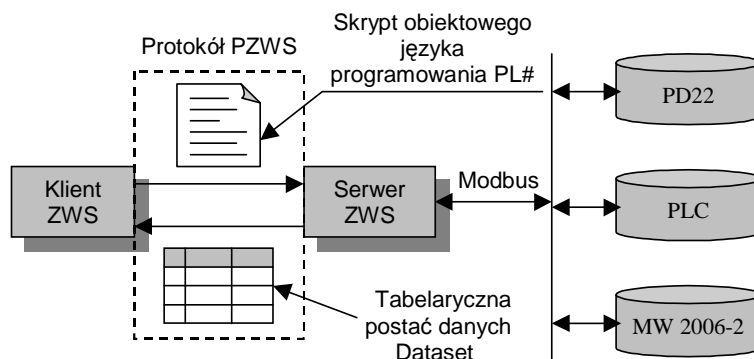 Protokół PZWS
Skrypt obiektowego
języka
programowania PL#
PD22
Klient
ZWS
Serwer
ZWS
Modbus
PLC
Tabelaryczna
postać danych
Dataset
MW 2006-2